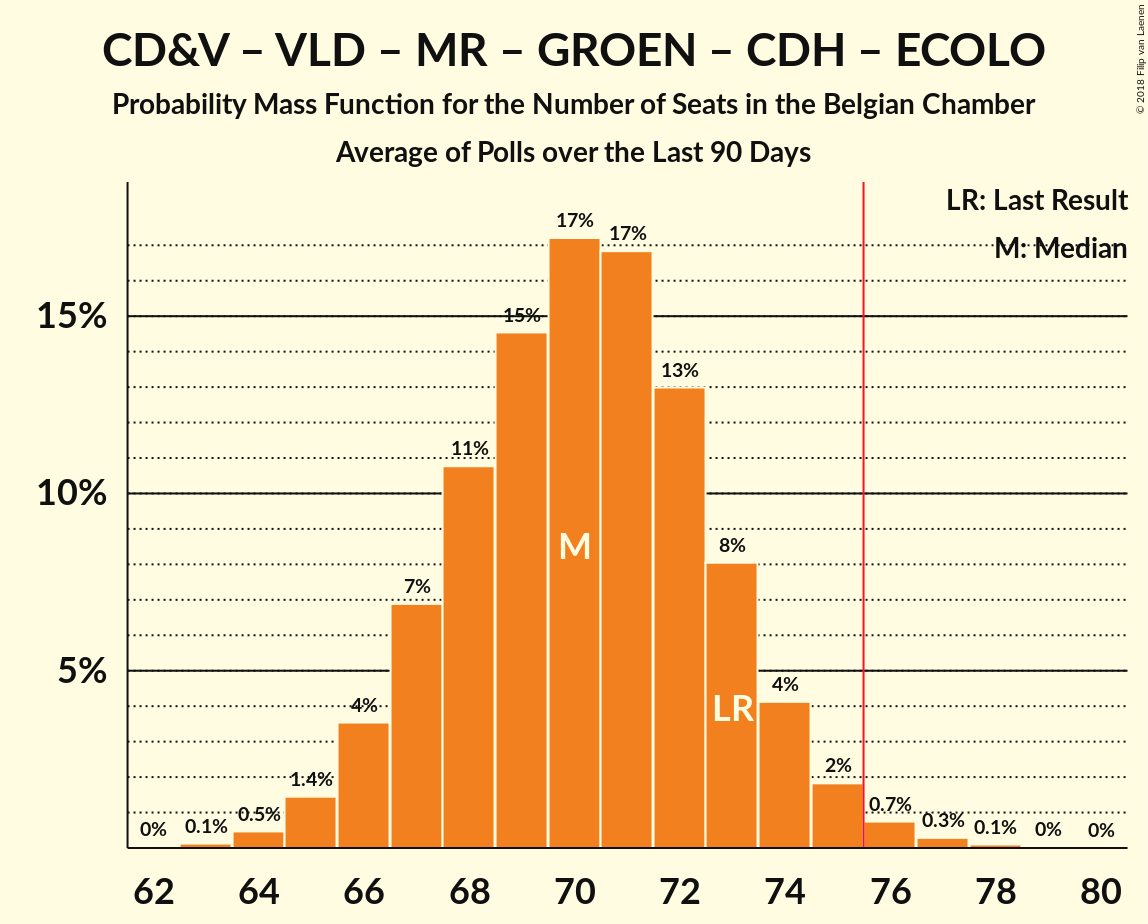 CD&V – VLD – MR – GROEN – CDH – ECOLO
Probability Mass Function for the Number of Seats in the Belgian Chamber
Average of Polls over the Last 90 Days
© 2018 Filip van Laenen
LR: Last Result
M: Median
15%
10%
5%
0%
0.1%
0.5%
1.4%
4%
7%
11%
15%
17%
17%
13%
8%
4%
2%
0.7%
0.3%
0.1%
0%
0%
M
LR
62 64 66 68 70 72 74 76 78 80